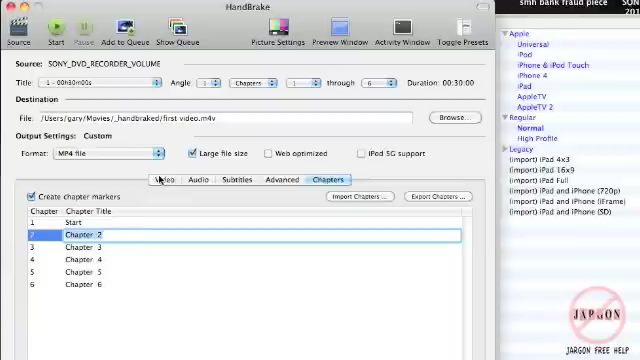 HandBrake
smh bank fraud piece
201
Source
Start
Pause
Add to Queue
Show Queue
Picture Settings
Preview Window
Activity Window
Toggle Presets
Source: SONY_DVD_RECORDER_VOLUME
Title: 1 - 00h30m00s Angle 1 Chapters 1 through 6 Duration: 00:30:00
Destination
File: /Users/gary/Movies/_handbraked/first video.m4v Browse...
Output Settings: Custom
Format: MP4 file Large file size Web optimized iPod 5G support
Video Audio Subtitles Advanced Chapters
Create chapter markers Import Chapters... Export Chapters...
Chapter Chapter Title
1 Start
2 Chapter 2
3 Chapter 3
4 Chapter 4
5 Chapter 5
6 Chapter 6
Apple
Universal
iPod
iPhone & iPod Touch
iPhone 4
iPad
AppleTV
AppleTV 2
Regular
Normal
High Profile
Legacy
(import) iPad 4x3
(import) iPad 16x9
(import) iPad Full
(import) iPad and iPhone (720p)
(import) iPad and iPhone (iFrame)
(import) iPad and iPhone (SD)
JARGON
JARGON FREE HELP